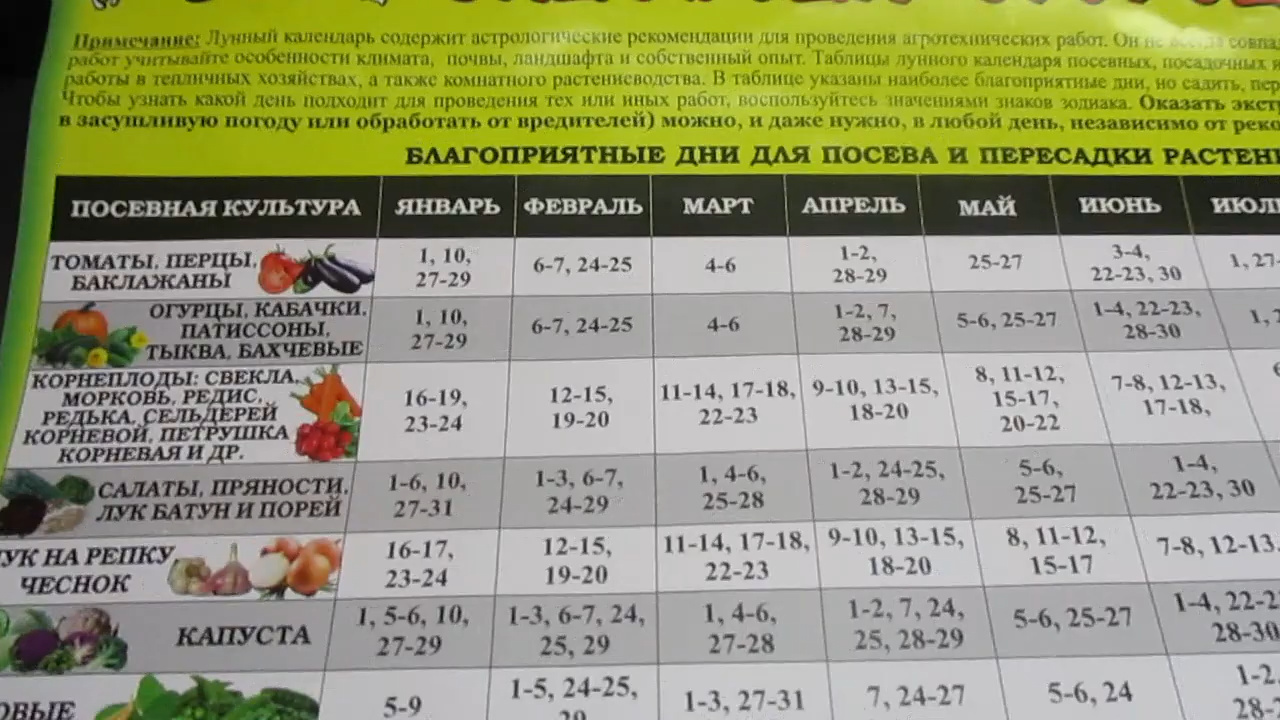 Примечание: Лунный календарь содержит астрологические рекомендации для проведения агротехнических работ. Он не всегда
работ учитывайте особенности климата, почвы, ландшафта и собственный опыт. Таблицы лунного календаря посевных, посадочных
работы в тепличных хозяйствах, а также комнатного растениеводства. В таблице указаны наиболее благоприятные дни, но садить,
Чтобы узнать какой день подходит для проведения тех или иных работ, воспользуйтесь значениями знаков зодиака. Оказать
в засушливую погоду или обработать от вредителей) можно, и даже нужно, в любой день, независимо от
БЛАГОПРИЯТНЫЕ ДНИ ДЛЯ ПОСЕВА И ПЕРЕСАДКИ
ПОСЕВНАЯ КУЛЬТУРА ЯНВАРЬ ФЕВРАЛЬ МАРТ АПРЕЛЬ МАЙ ИЮНЬ
ТОМАТЫ, ПЕРЦЫ,
БАКЛАЖАНЫ
1, 10,
27-29
6-7, 24-25
4-6
1-2,
28-29
25-27
3-4,
22-23, 30
1,
ОГУРЦЫ, КАБАЧКИ,
ПАТИССОНЫ,
ТЫКВА, БАХЧЕВЫЕ
1, 10,
27-29
6-7, 24-25
4-6
1-2, 7,
28-29
5-6, 25-27
1-4, 22-23,
28-30
1,
КОРНЕПЛОДЫ: СВЕКЛА,
МОРКОВЬ, РЕДИС,
РЕДЬКА, СЕЛЬДЕРЕЙ
КОРНЕВОЙ, ПЕТРУШКА
КОРНЕВАЯ И ДР.
16-19,
23-24
12-15,
19-20
11-14, 17-18,
22-23
9-10, 13-15,
18-20
8, 11-12,
15-17,
20-22
7-8, 12-13,
17-18,
САЛАТЫ, ПРЯНОСТИ,
ЛУК БАТУН И ПОРЕЙ
1-6, 10,
27-31
1-3, 6-7,
24-29
1, 4-6,
25-28
1-2, 24-25,
28-29
5-6,
25-27
1-4,
22-23, 30
НА РЕПКУ
ЧЕСНОК
16-17,
23-24
12-15,
19-20
11-14, 17-18,
22-23
9-10, 13-15,
18-20
8, 11-12,
15-17
7-8, 12-13,
КАПУСТА
1, 5-6, 10,
27-29
1-3, 6-7, 24,
25, 29
1, 4-6,
27-28
1-2, 7, 24,
25, 28-29
5-6, 25-27
1-4,
28-30
5-9
1-5, 24-25,
1-3, 27-31
7, 24-27
5-6, 24
1-2,